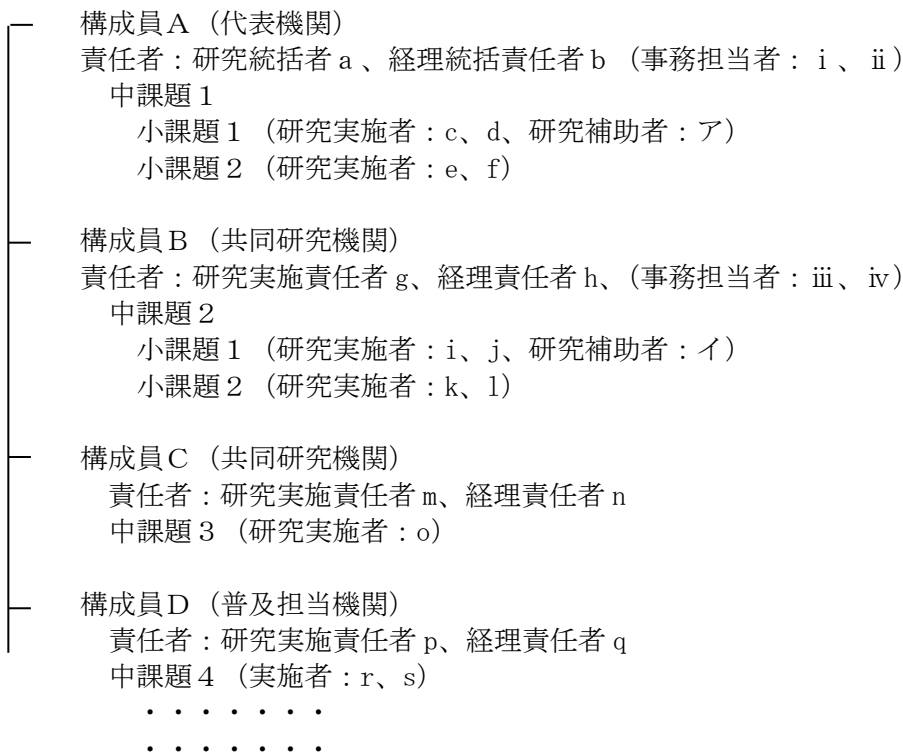 構成員Ａ（代表機関）
責任者：研究統括者ａ、経理統括責任者ｂ（事務担当者：ⅰ、ⅱ）
中課題１
小課題１（研究実施者：c、d、研究補助者：ア）
小課題２（研究実施者：e、f）
構成員Ｂ（共同研究機関）
責任者：研究実施責任者 g、経理責任者 h、（事務担当者：ⅲ、ⅳ）
中課題２
小課題１（研究実施者：i、j、研究補助者：イ）
小課題２（研究実施者：k、l）
構成員Ｃ（共同研究機関）
責任者：研究実施責任者 m、経理責任者 n
中課題３（研究実施者：o）
構成員Ｄ（普及担当機関）
責任者：研究実施責任者 p、経理責任者 q
中課題４（実施者：r、s）
・・・・・・・
・・・・・・・